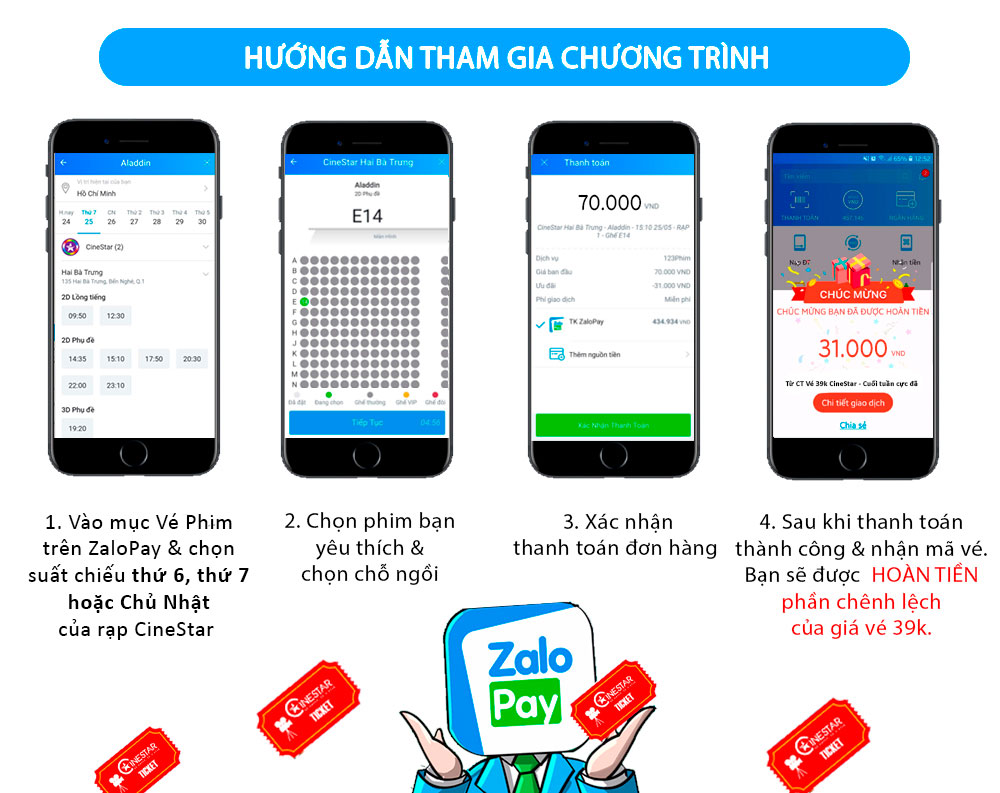 HƯỚNG DẪN THAM GIA CHƯƠNG TRÌNH
Aladdin
Vị trí hiện tại của bạn
Hồ Chí Minh
H.nay Thứ 7 CN Thứ 2 Thứ 3 Thứ 4 Thứ 5
24 25 26 27 28 29 30
CineStar (2)
Hai Bà Trưng
135 Hai Bà Trưng, Bến Nghé, Q.1
2D Lồng tiếng
09:50 12:30
2D Phụ đề
14:35 15:10 17:50 20:30
22:00 23:10
3D Phụ đề
19:20
CineStar Hai Bà Trưng
Aladdin
2D Phụ đề
E14
Màn hình
A
B
C
D
E
F
G
H
J
K
L
M
N
Đã đặt Đang chọn Ghế thường Ghế VIP Ghế đôi
Tiếp Tục 04:56
Thanh toán
70.000 VND
CineStar Hai Bà Trưng - Aladdin - 15:10 25/05 - RAP
1 - Ghế E14
Dịch vụ 123Phim
Giá ban đầu 70.000 VND
Ưu đãi -31.000 VND
Phí giao dịch Miễn phí
TK ZaloPay 434.934 VND
Thêm nguồn tiền
Xác Nhận Thanh Toán
65% 12:52
Tìm kiếm
THANH TOÁN NGÂN HÀNG
Nạp ĐT Nhận tiền
CHÚC MỪNG
CHÚC MỪNG BẠN ĐÃ ĐƯỢC HOÀN TIỀN
31.000 VND
Từ CT Vé 39k CineStar - Cuối tuần cực đã
Chi tiết giao dịch
Chia sẻ
1. Vào mục Vé Phim
trên ZaloPay & chọn
suất chiếu thứ 6, thứ 7
hoặc Chủ Nhật
của rạp CineStar
2. Chọn phim bạn
yêu thích &
chọn chỗ ngồi
3. Xác nhận
thanh toán đơn hàng
4. Sau khi thanh toán
thành công & nhận mã vé.
Bạn sẽ được HOÀN TIỀN
phần chênh lệch
của giá vé 39k.
Zalo
Pay
CINESTAR
TICKET
CINESTAR
TICKET
CINESTAR
TICKET
CINESTAR
TICKET